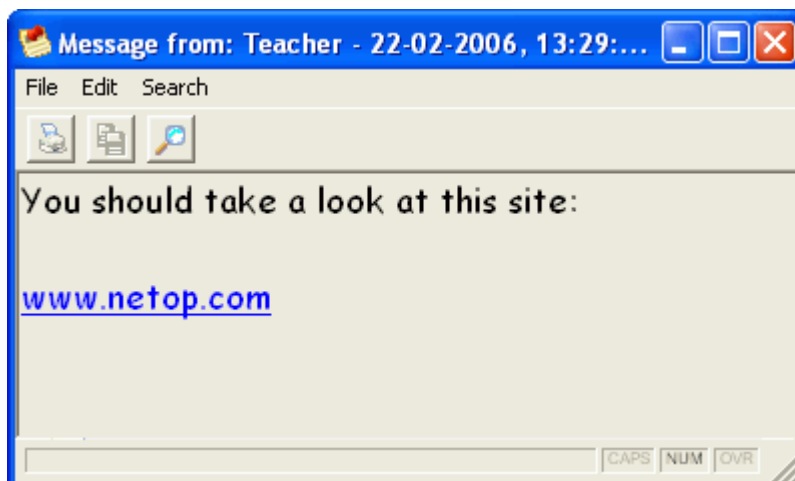 Message from: Teacher - 22-02-2006, 13:29:...
File Edit Search
You should take a look at this site:
www.netop.com
CAPS NUM OVR